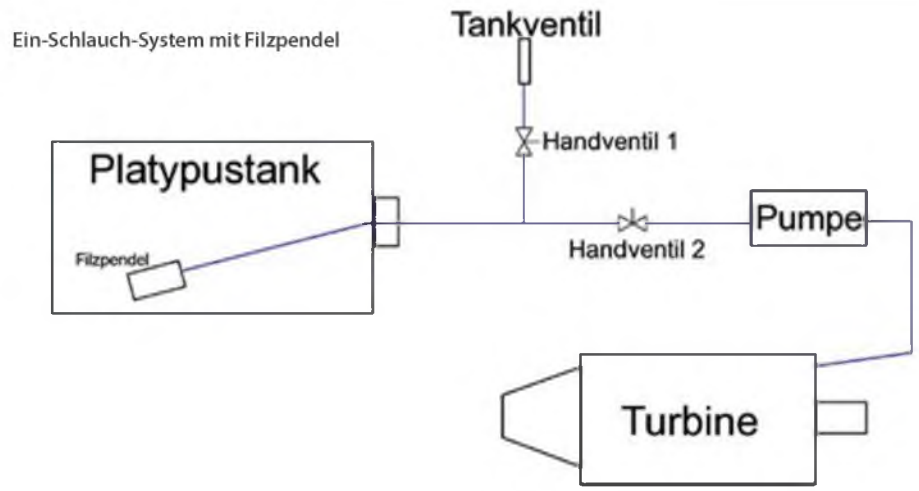 Ein-Schlauch-System mit Filzpendel
Tankventil
Handventil 1
Platypustank
Filzpendel
Handventil 2
Pumpe
Turbine